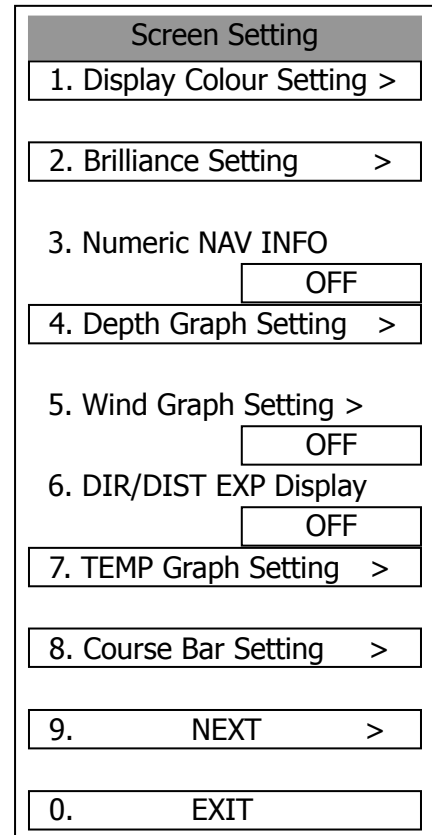 Screen Setting
1. Display Colour Setting >
2. Brilliance Setting >
3. Numeric NAV INFO
OFF
4. Depth Graph Setting >
5. Wind Graph Setting >
OFF
6. DIR/DIST EXP Display
OFF
7. TEMP Graph Setting >
8. Course Bar Setting >
9. NEXT >
0. EXIT